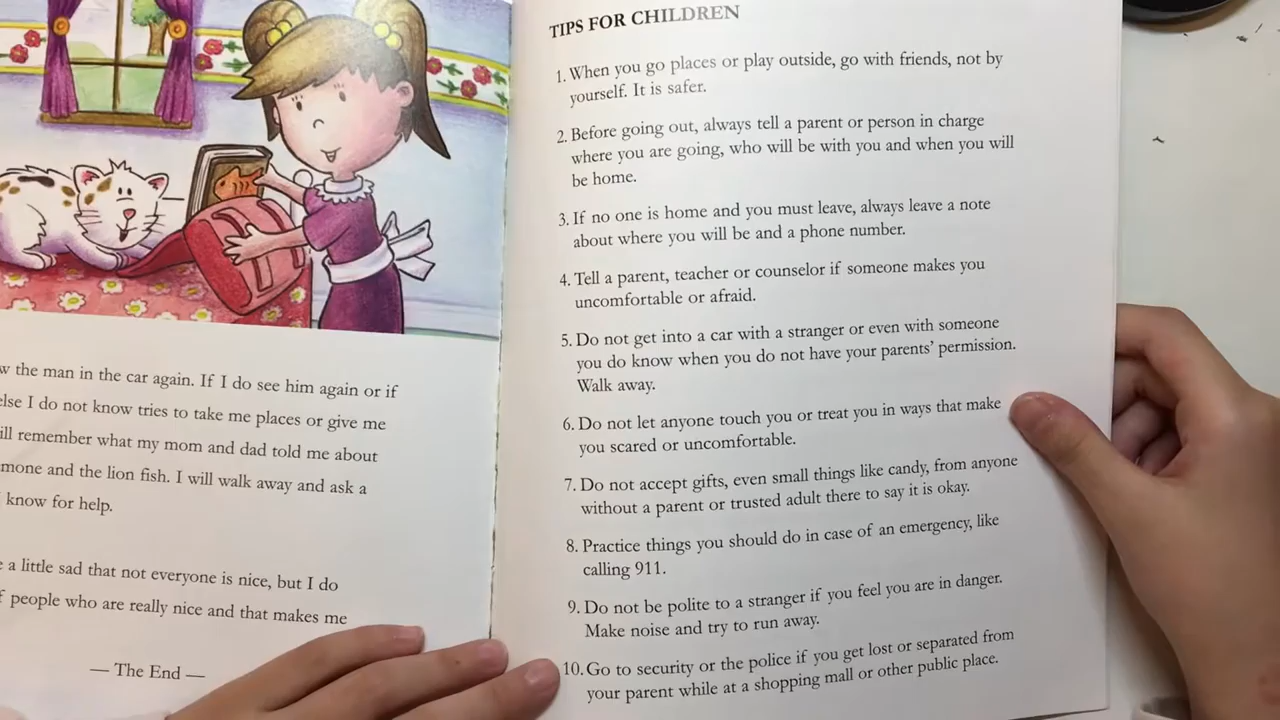 w the man in the car again. If I do see him again or if
else I do not know tries to take me places or give me
ill remember what my mom and dad told me about
mone and the lion fish. I will walk away and ask a
know for help.
a little sad that not everyone is nice, but I do
f people who are really nice and that makes me
— The End —
TIPS FOR CHILDREN
1. When you go places or play outside, go with friends, not by
yourself. It is safer.
2. Before going out, always tell a parent or person in charge
where you are going, who will be with you and when you will
be home.
3. If no one is home and you must leave, always leave a note
about where you will be and a phone number.
4. Tell a parent, teacher or counselor if someone makes you
uncomfortable or afraid.
5. Do not get into a car with a stranger or even with someone
you do know when you do not have your parents’ permission.
Walk away.
6. Do not let anyone touch you or treat you in ways that make
you scared or uncomfortable.
7. Do not accept gifts, even small things like candy, from anyone
without a parent or trusted adult there to say it is okay.
8. Practice things you should do in case of an emergency, like
calling 911.
9. Do not be polite to a stranger if you feel you are in danger.
Make noise and try to run away.
10. Go to security or the police if you get lost or separated from
your parent while at a shopping mall or other public place.